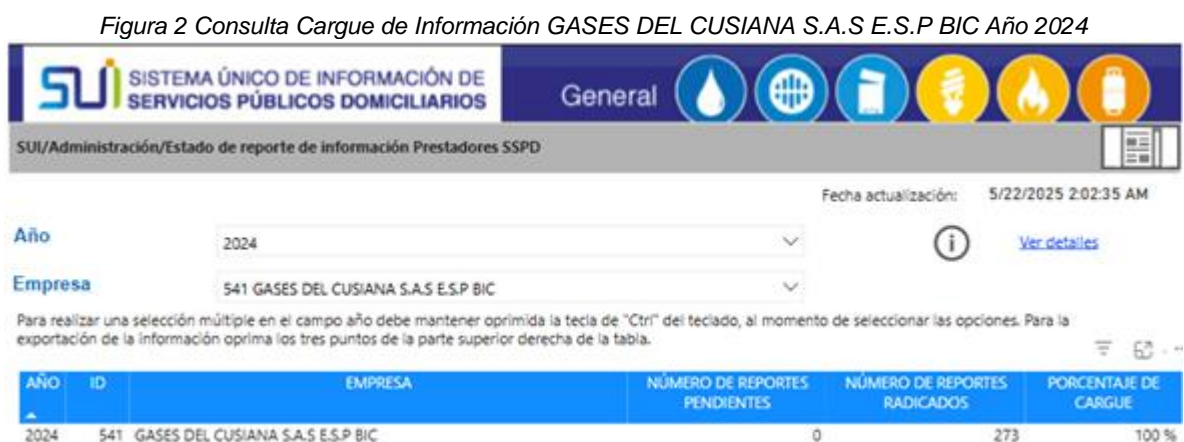 Figura 2 Consulta Cargue de Información GASES DEL CUSIANA S.A.S E.S.P BIC Año 2024
SUI SISTEMA ÚNICO DE INFORMACIÓN DE
SERVICIOS PÚBLICOS DOMICILIARIOS
General
SUI/Administración/Estado de reporte de información Prestadores SSPD
Fecha actualización: 5/22/2025 2:02:35 AM
Año 2024 Ver detalles
Empresa 541 GASES DEL CUSIANA S.A.S E.S.P BIC
Para realizar una selección múltiple en el campo año debe mantener oprimida la tecla de "Ctrl" del teclado, al momento de seleccionar las opciones. Para la
exportación de la información oprima los tres puntos de la parte superior derecha de la tabla.
AÑO ID EMPRESA NÚMERO DE REPORTES PENDIENTES NÚMERO DE REPORTES RADICADOS PORCENTAJE DE CARGUE
2024 541 GASES DEL CUSIANA S.A.S E.S.P BIC 0 273 100 %